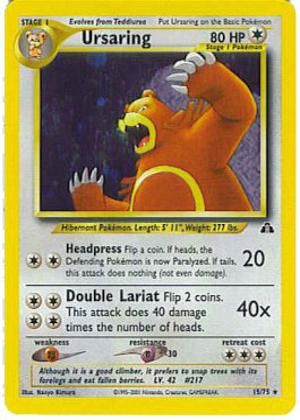 STAGE 1 Evolves from Teddiursa Put Ursaring on the Basic Pokémon
Ursaring 80 HP
Stage 1 Pokémon
Hibernant Pokémon. Length: 5' 11", Weight: 277 lbs.
Headpress Flip a coin. If heads, the
Defending Pokémon is now Paralyzed. If tails,
this attack does nothing (not even damage).
20
Double Lariat Flip 2 coins.
This attack does 40 damage
times the number of heads.
40x
weakness resistance retreat cost
-30
Although it is a good climber, it prefers to snap trees with its
forelegs and eat fallen berries. LV. 42 #217
Illus. Naoyo Kimura ©1995-2001 Nintendo, Creatures, GAMEFREAK. 15/75 ★